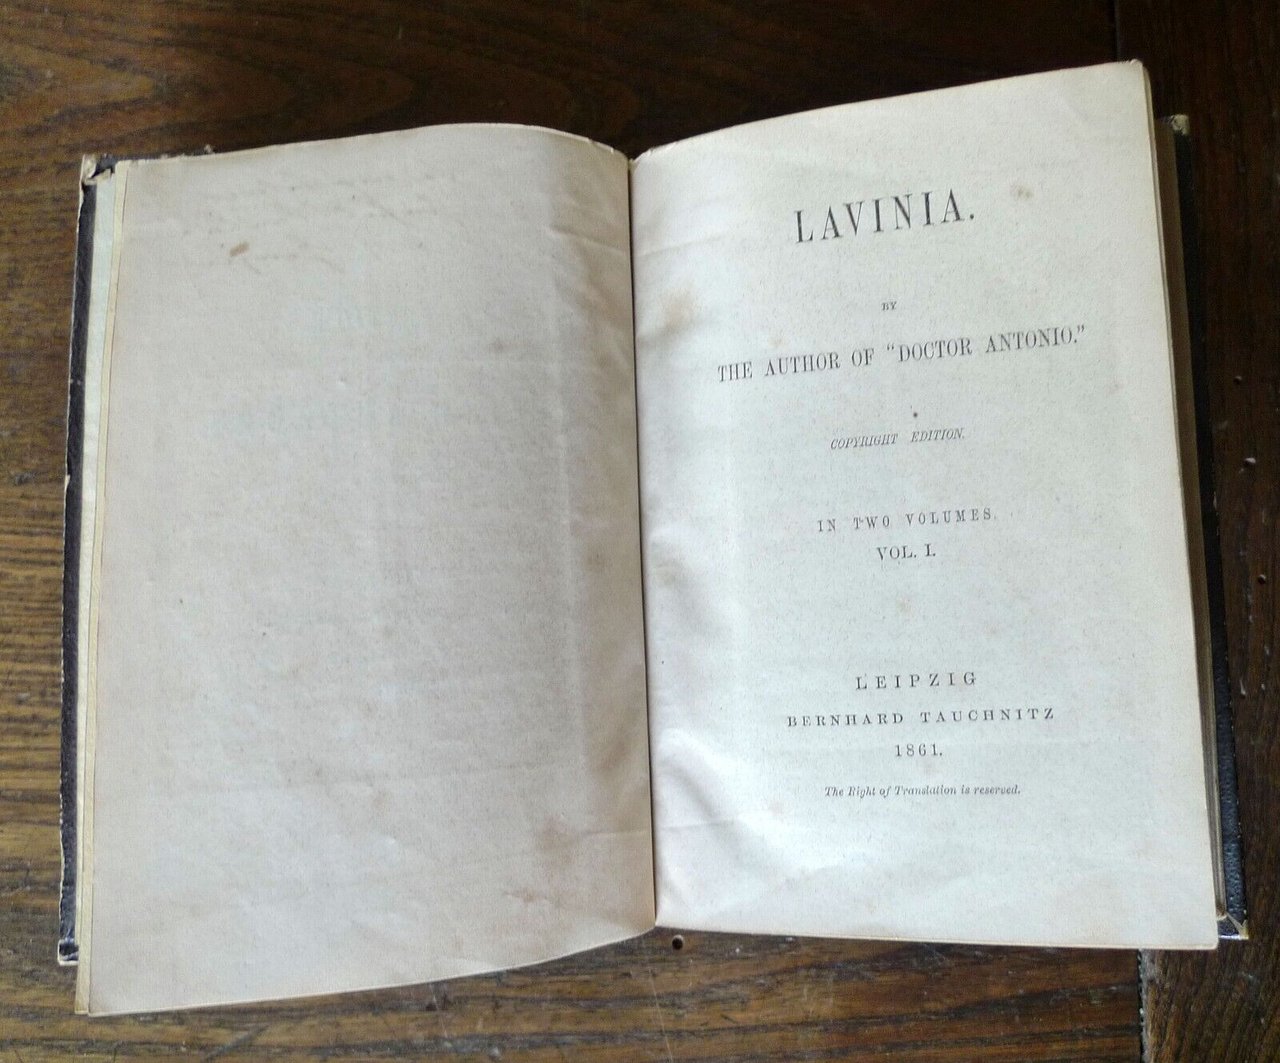 LAVINIA.
BY
THE AUTHOR OF "DOCTOR ANTONIO."
COPYRIGHT EDITION.
IN TWO VOLUMES.
VOL. I.
LEIPZIG
BERNHARD TAUCHNITZ
1861.
The Right of Translation is reserved.